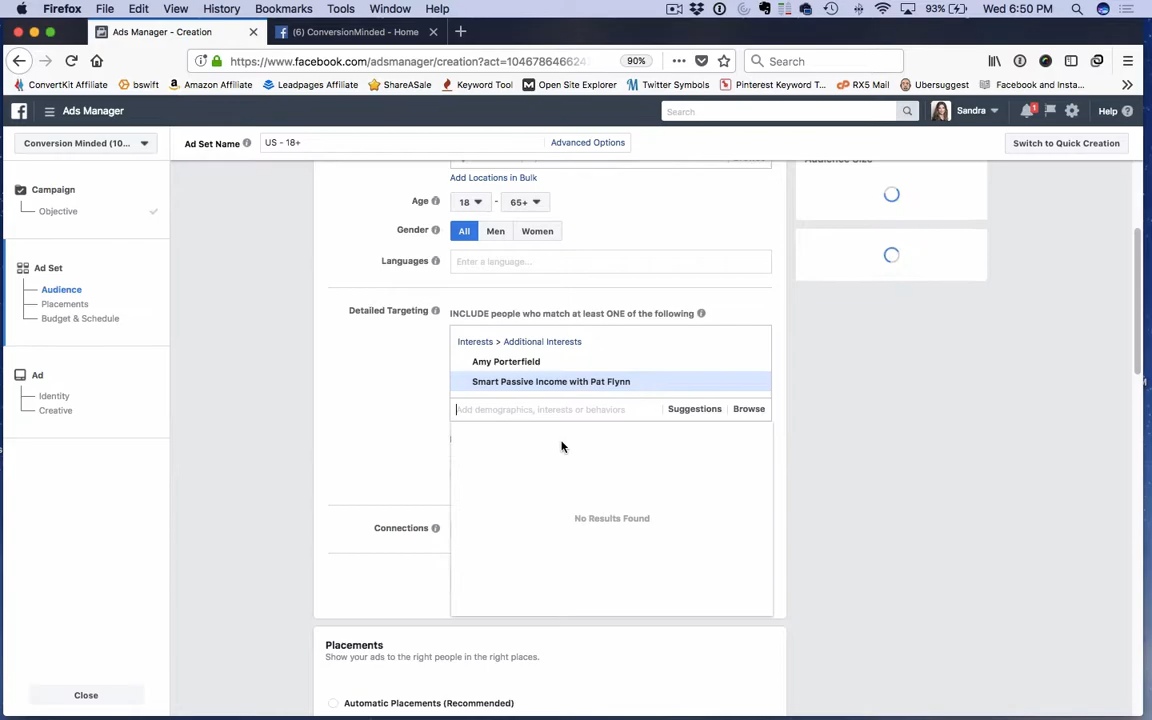 Firefox File Edit View History Bookmarks Tools Window Help 93% Wed 6:50 PM
Ads Manager - Creation (6) ConversionMinded - Home
https://www.facebook.com/adsmanager/creation?act=1046786466624 90% Search
ConvertKit Affiliate bswift Amazon Affiliate Leadpages Affiliate ShareASale Keyword Tool Open Site Explorer Twitter Symbols Pinterest Keyword T... RX5 Mail Ubersuggest Facebook and Insta...
Ads Manager Search Sandra 1 Help
Conversion Minded (10... Ad Set Name US - 18+ Advanced Options Switch to Quick Creation
Audience Size
Campaign
Objective
Ad Set
Audience
Placements
Budget & Schedule
Ad
Identity
Creative
Close
Add Locations in Bulk
Age 18 - 65+
Gender All Men Women
Languages Enter a language...
Detailed Targeting INCLUDE people who match at least ONE of the following
Interests > Additional Interests
Amy Porterfield
Smart Passive Income with Pat Flynn
Add demographics, interests or behaviors Suggestions Browse
No Results Found
Connections
Placements
Show your ads to the right people in the right places.
Automatic Placements (Recommended)